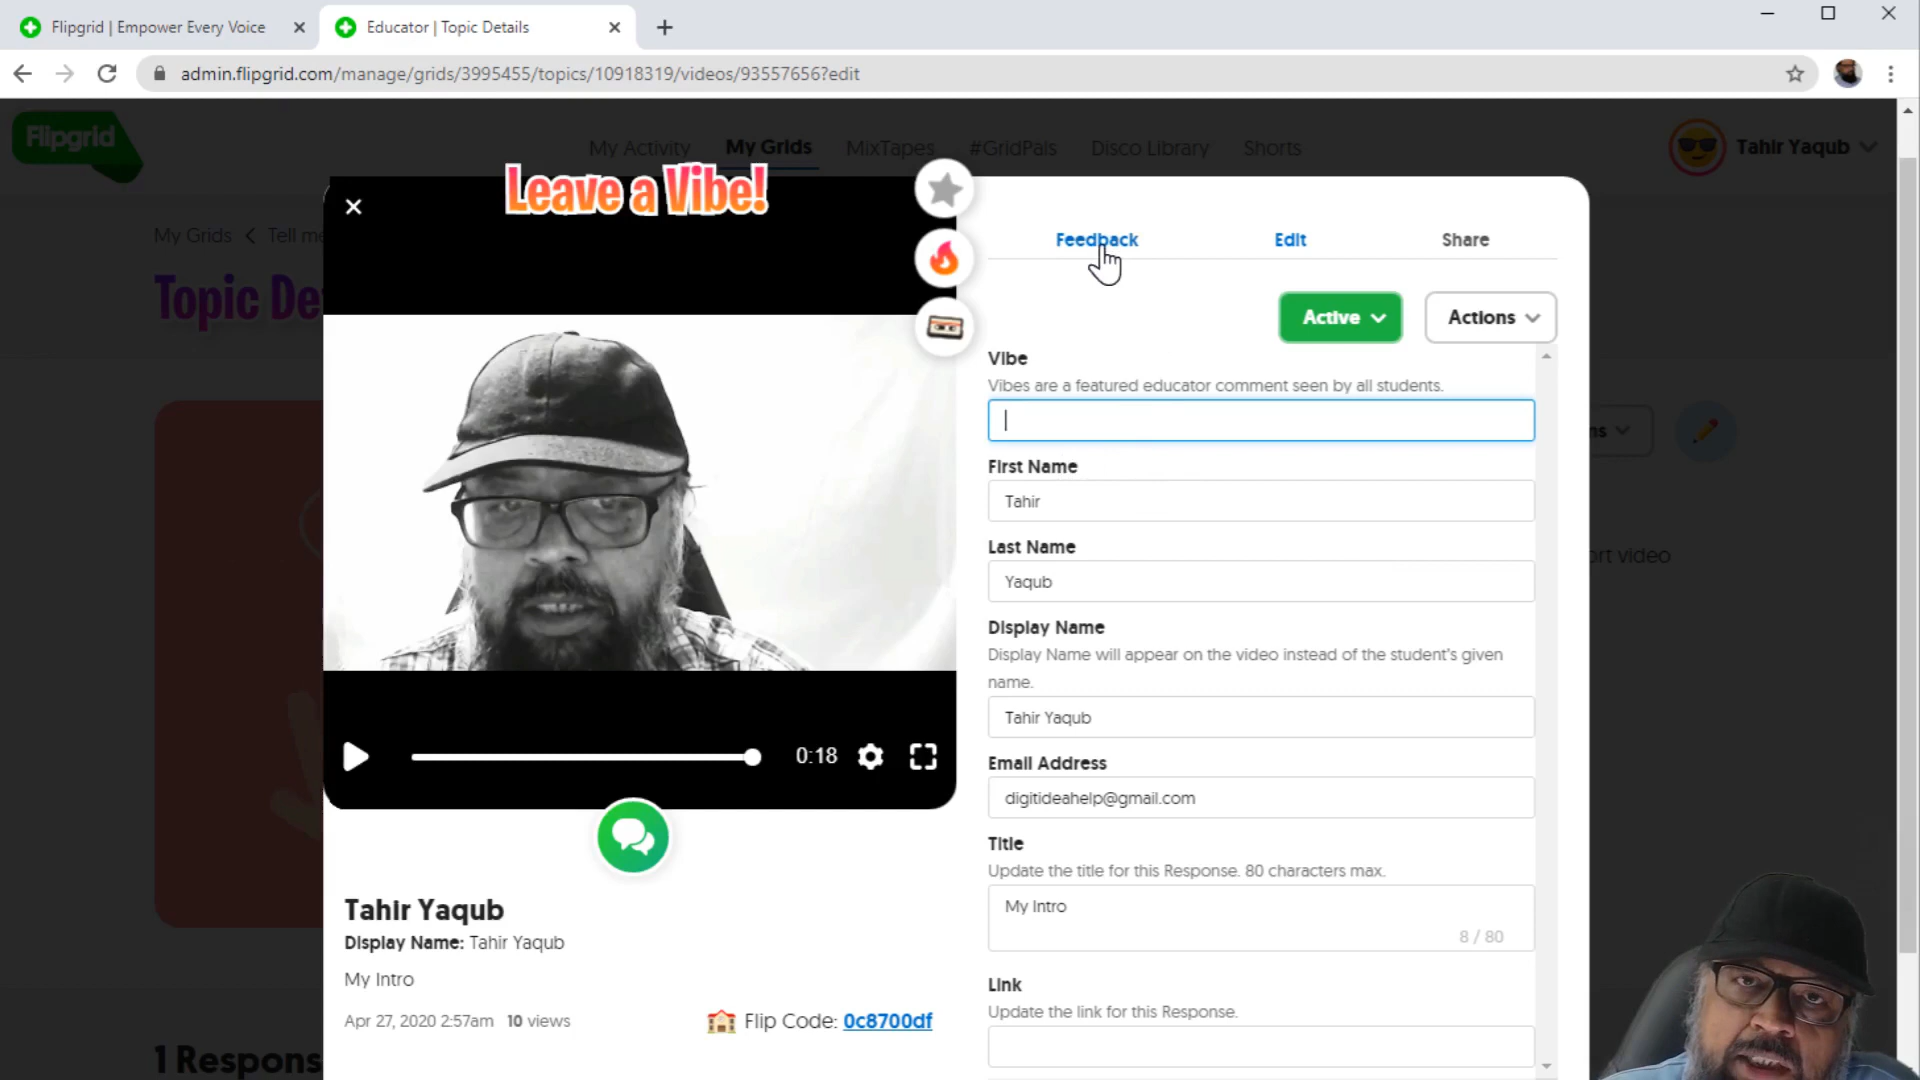 Flipgrid | Empower Every Voice
Educator | Topic Details
admin.flipgrid.com/manage/grids/3995455/topics/10918319/videos/93557656?edit
Flipgrid
My Activity
My Grids
MixTapes
#GridPals
Disco Library
Shorts
Tahir Yaqub
My Grids
Tell me
Topic De
Leave a Vibe!
Feedback
Edit
Share
Active
Actions
Vibe
Vibes are a featured educator comment seen by all students.
First Name
Tahir
Last Name
Yaqub
Display Name
Display Name will appear on the video instead of the student's given
name.
Tahir Yaqub
0:18
Email Address
digitideahelp@gmail.com
Title
Update the title for this Response. 80 characters max.
My Intro
8 / 80
Link
Update the link for this Response.
Tahir Yaqub
Display Name: Tahir Yaqub
My Intro
Apr 27, 2020 2:57am 10 views
Flip Code: 0c8700df
1 Respons
ns
ort video